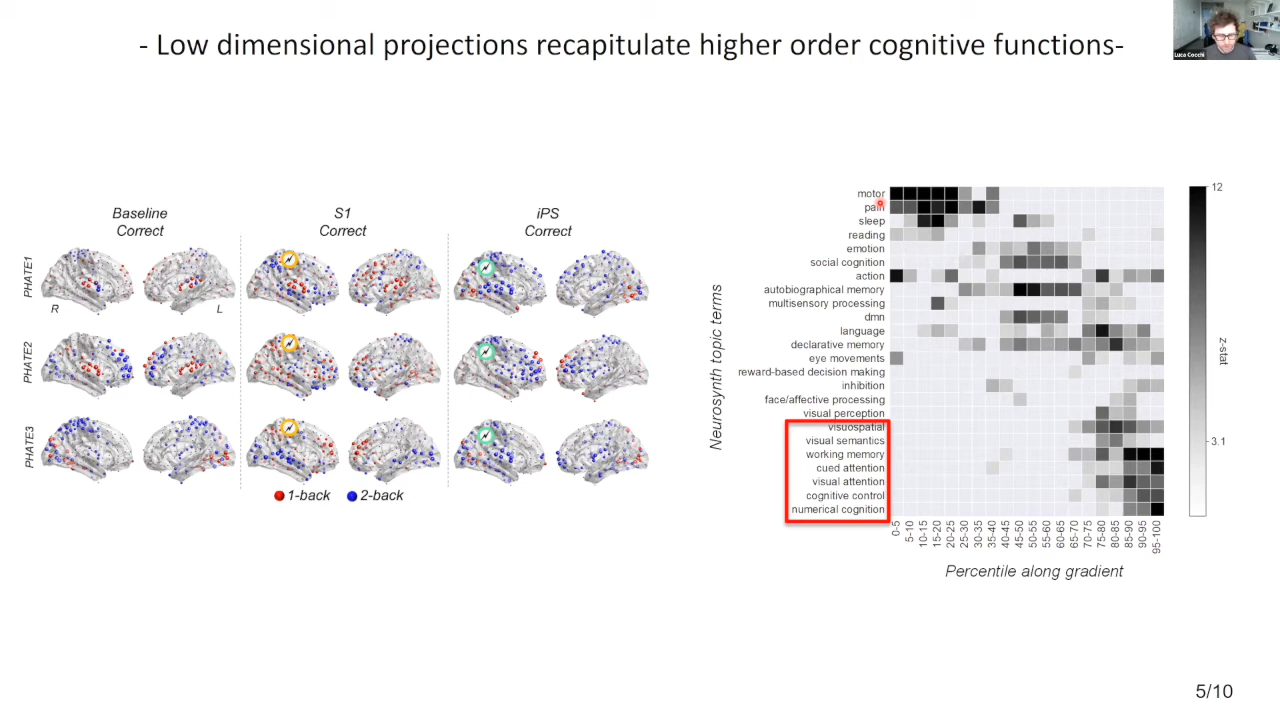 - Low dimensional projections recapitulate higher order cognitive functions-
Luca Cocchi
Baseline
Correct
S1
Correct
iPS
Correct
PHATE1
R
L
PHATE2
PHATE3
1-back
2-back
Neurosynth topic terms
motor
pain
sleep
reading
emotion
social cognition
action
autobiographical memory
multisensory processing
dmn
language
declarative memory
eye movements
reward-based decision making
inhibition
face/affective processing
visual perception
visuospatial
visual semantics
working memory
cued attention
visual attention
cognitive control
numerical cognition
0-5
5-10
10-15
15-20
20-25
25-30
30-35
35-40
40-45
45-50
50-55
55-60
60-65
65-70
70-75
75-80
80-85
85-90
90-95
95-100
Percentile along gradient
12
z-stat
3.1
5/10